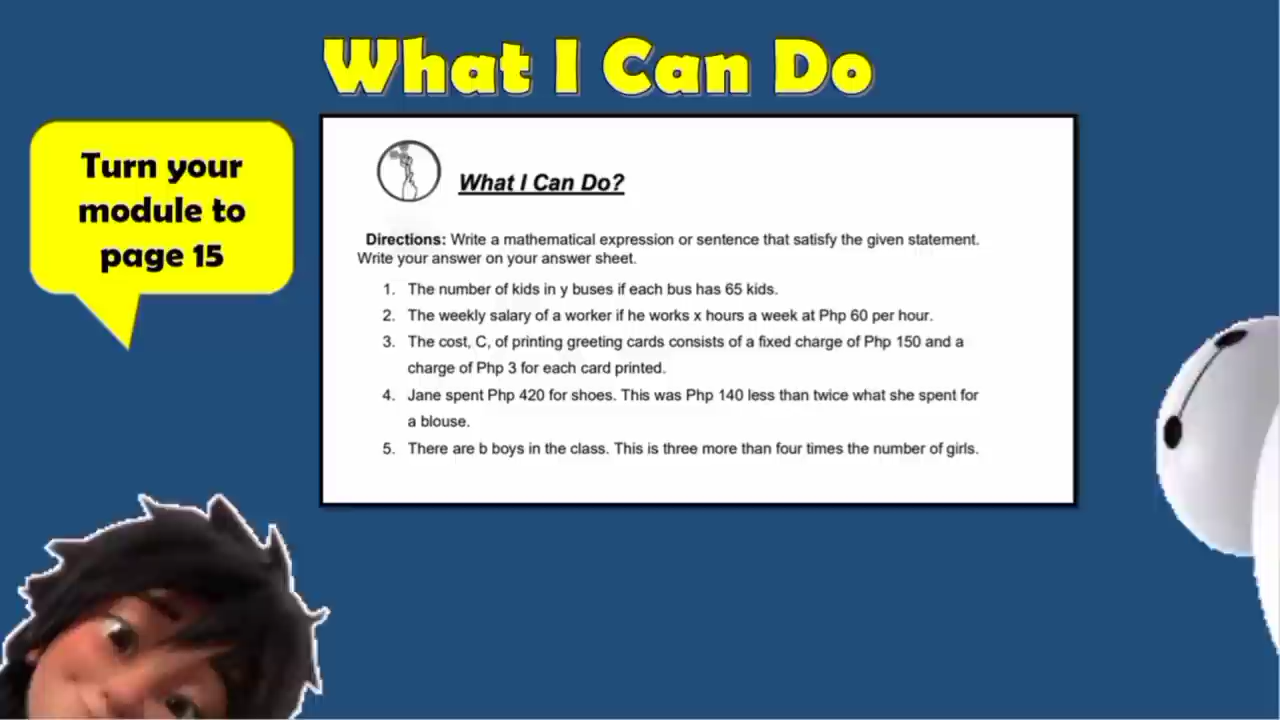 What I Can Do
Turn your
module to
page 15
What I Can Do?
Directions: Write a mathematical expression or sentence that satisfy the given statement.
Write your answer on your answer sheet.
1. The number of kids in y buses if each bus has 65 kids.
2. The weekly salary of a worker if he works x hours a week at Php 60 per hour.
3. The cost, C, of printing greeting cards consists of a fixed charge of Php 150 and a
charge of Php 3 for each card printed.
4. Jane spent Php 420 for shoes. This was Php 140 less than twice what she spent for
a blouse.
5. There are b boys in the class. This is three more than four times the number of girls.